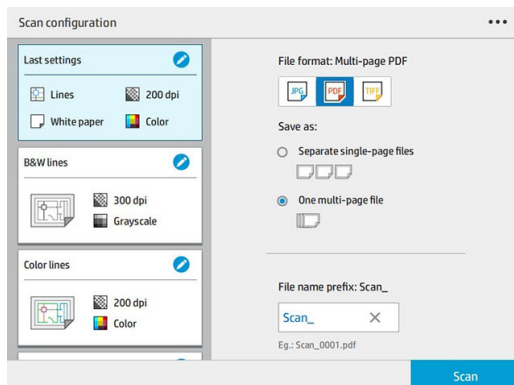 Scan configuration
Last settings
Lines
200 dpi
White paper
Color
B&W lines
300 dpi
Grayscale
Color lines
200 dpi
Color
File format: Multi-page PDF
JPG
PDF
TIFF
Save as:
Separate single-page files
One multi-page file
File name prefix: Scan_
Scan_
Eg.: Scan_0001.pdf
Scan